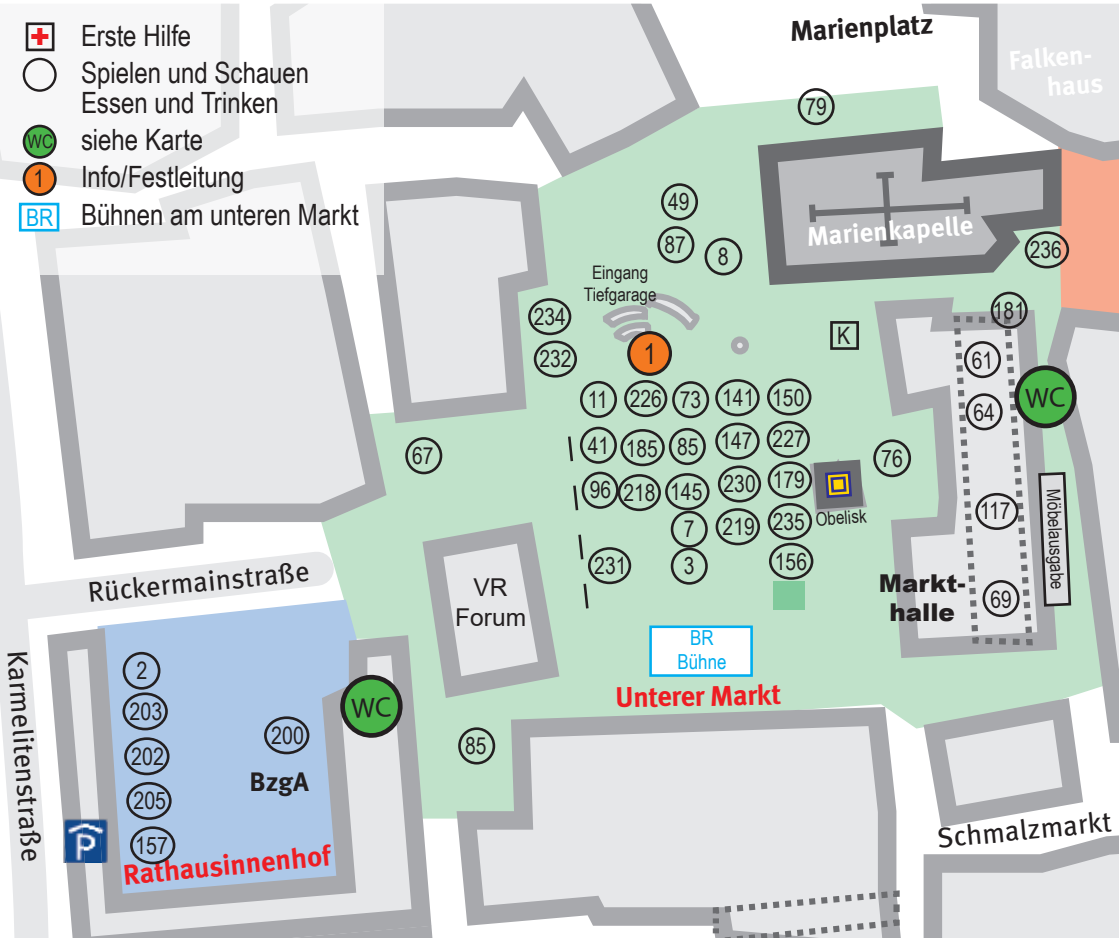 Erste Hilfe
Spielen und Schauen
Essen und Trinken
WC
siehe Karte
1
Info/Festleitung
BR
Bühnen am unteren Markt
Marienplatz
Falken-
haus
79
Marienkapelle
49
87
8
236
Eingang
Tiefgarage
234
232
1
K
181
61
64
WC
11
226
73
141
150
67
41
185
85
147
227
76
96
218
145
230
179
Obelisk
7
219
235
231
3
156
117
69
Möbelausgabe
Markt-
halle
Rückermainstraße
VR
Forum
BR
Bühne
Unterer Markt
Karmelitenstraße
2
203
202
205
157
200
BzgA
WC
85
P
Rathausinnenhof
Schmalzmarkt